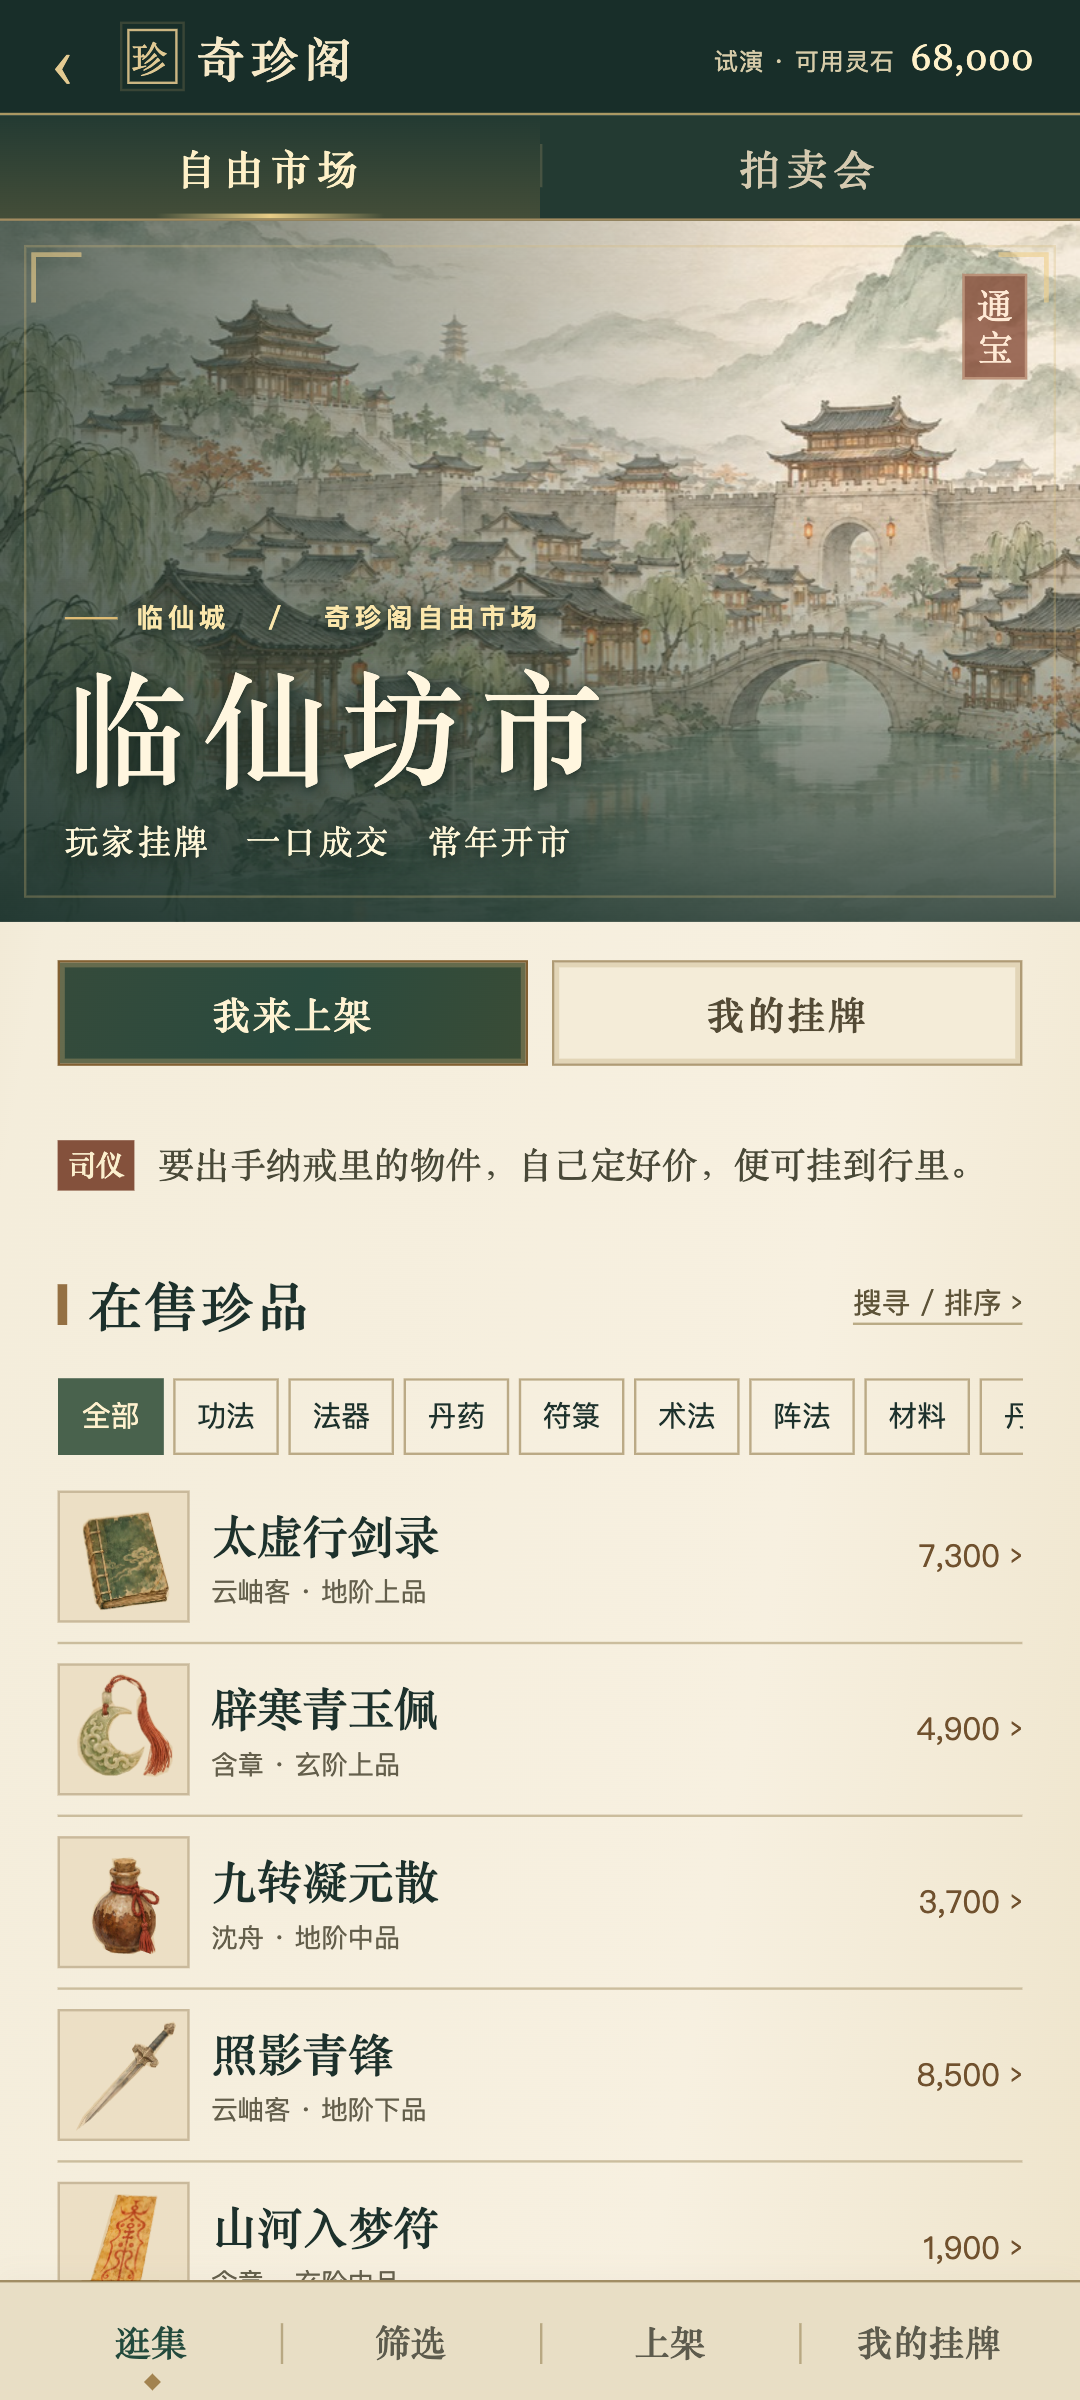 ‹ 珍 奇珍阁 试演 · 可用灵石 68,000
自由市场 拍卖会
通宝
临仙城 / 奇珍阁自由市场
临仙坊市
玩家挂牌 一口成交 常年开市
我来上架 我的挂牌
司仪 要出手纳戒里的物件，自己定好价，便可挂到行里。
在售珍品 搜寻 / 排序 ›
全部 功法 法器 丹药 符箓 术法 阵法 材料
太虚行剑录
云岫客 · 地阶上品
7,300 ›
辟寒青玉佩
含章 · 玄阶上品
4,900 ›
九转凝元散
沈舟 · 地阶中品
3,700 ›
照影青锋
云岫客 · 地阶下品
8,500 ›
山河入梦符
含章 · 玄阶中品
1,900 ›
逛集 筛选 上架 我的挂牌